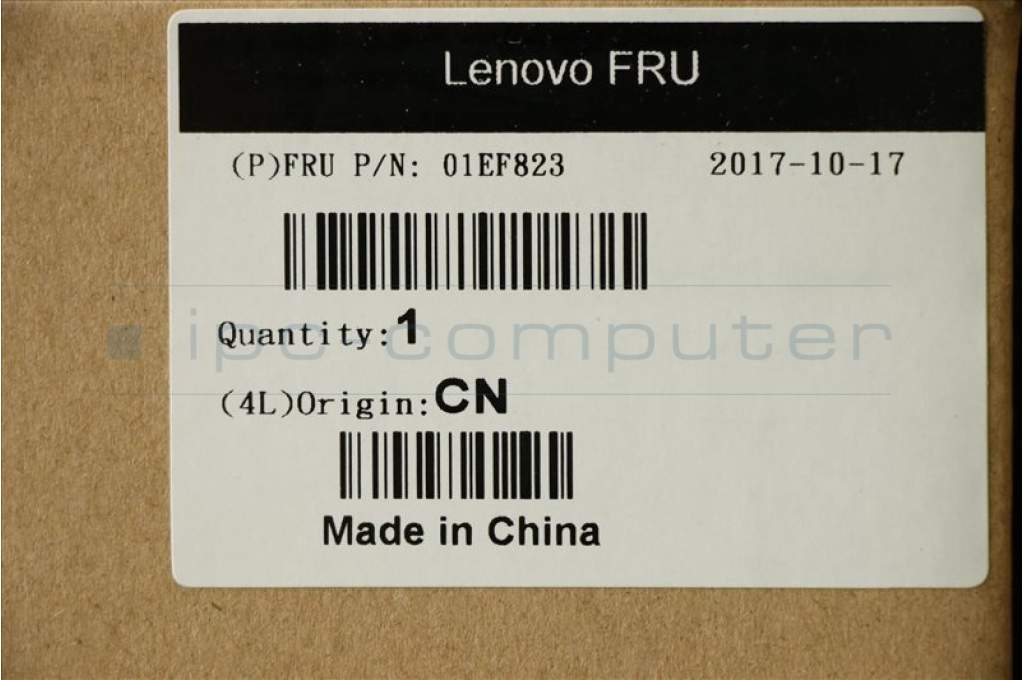 Lenovo FRU
(P)FRU P/N: 01EF823 2017-10-17
Quantity:1
ipc computer
(4L)Origin:CN
Made in China